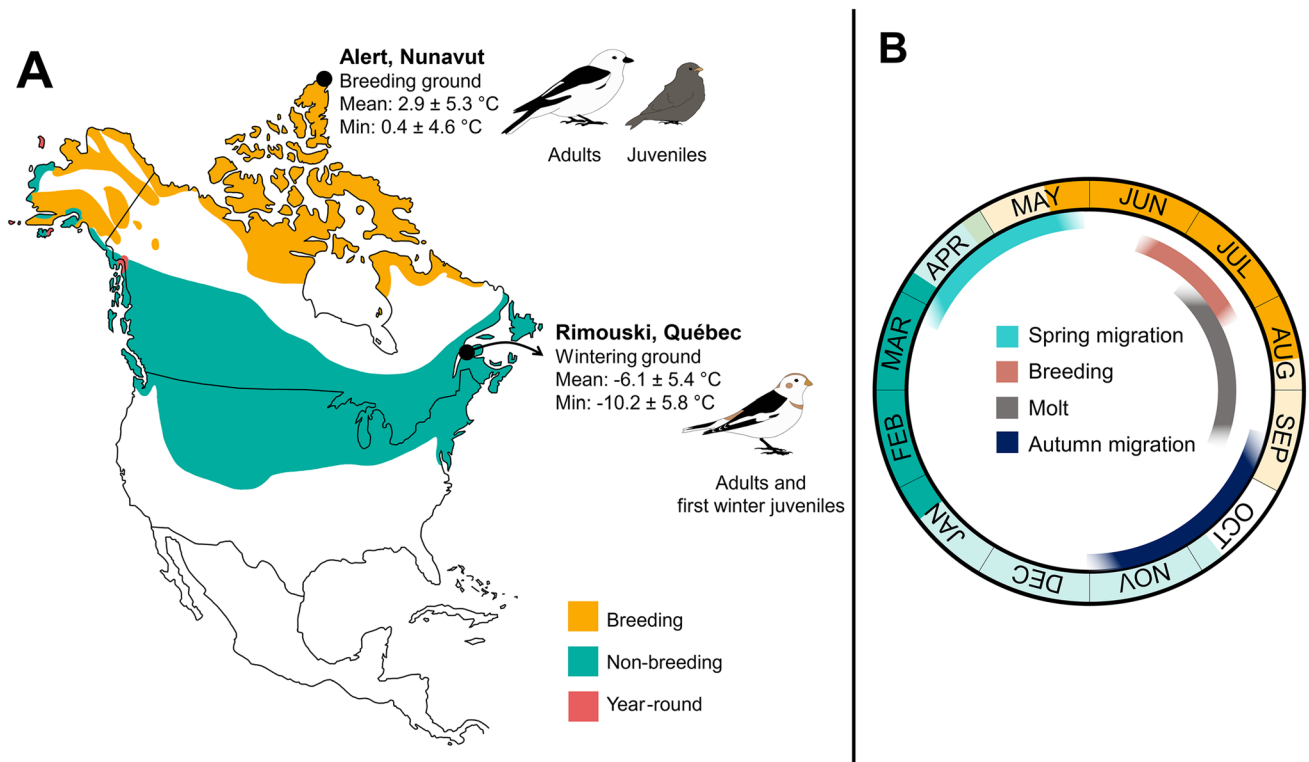 A
Alert, Nunavut
Breeding ground
Mean: 2.9 ± 5.3 °C
Min: 0.4 ± 4.6 °C
Adults
Juveniles
Rimouski, Québec
Wintering ground
Mean: -6.1 ± 5.4 °C
Min: -10.2 ± 5.8 °C
Adults and
first winter juveniles
Breeding
Non-breeding
Year-round
B
JAN
FEB
MAR
APR
MAY
JUN
JUL
AUG
SEP
OCT
NOV
DEC
Spring migration
Breeding
Molt
Autumn migration